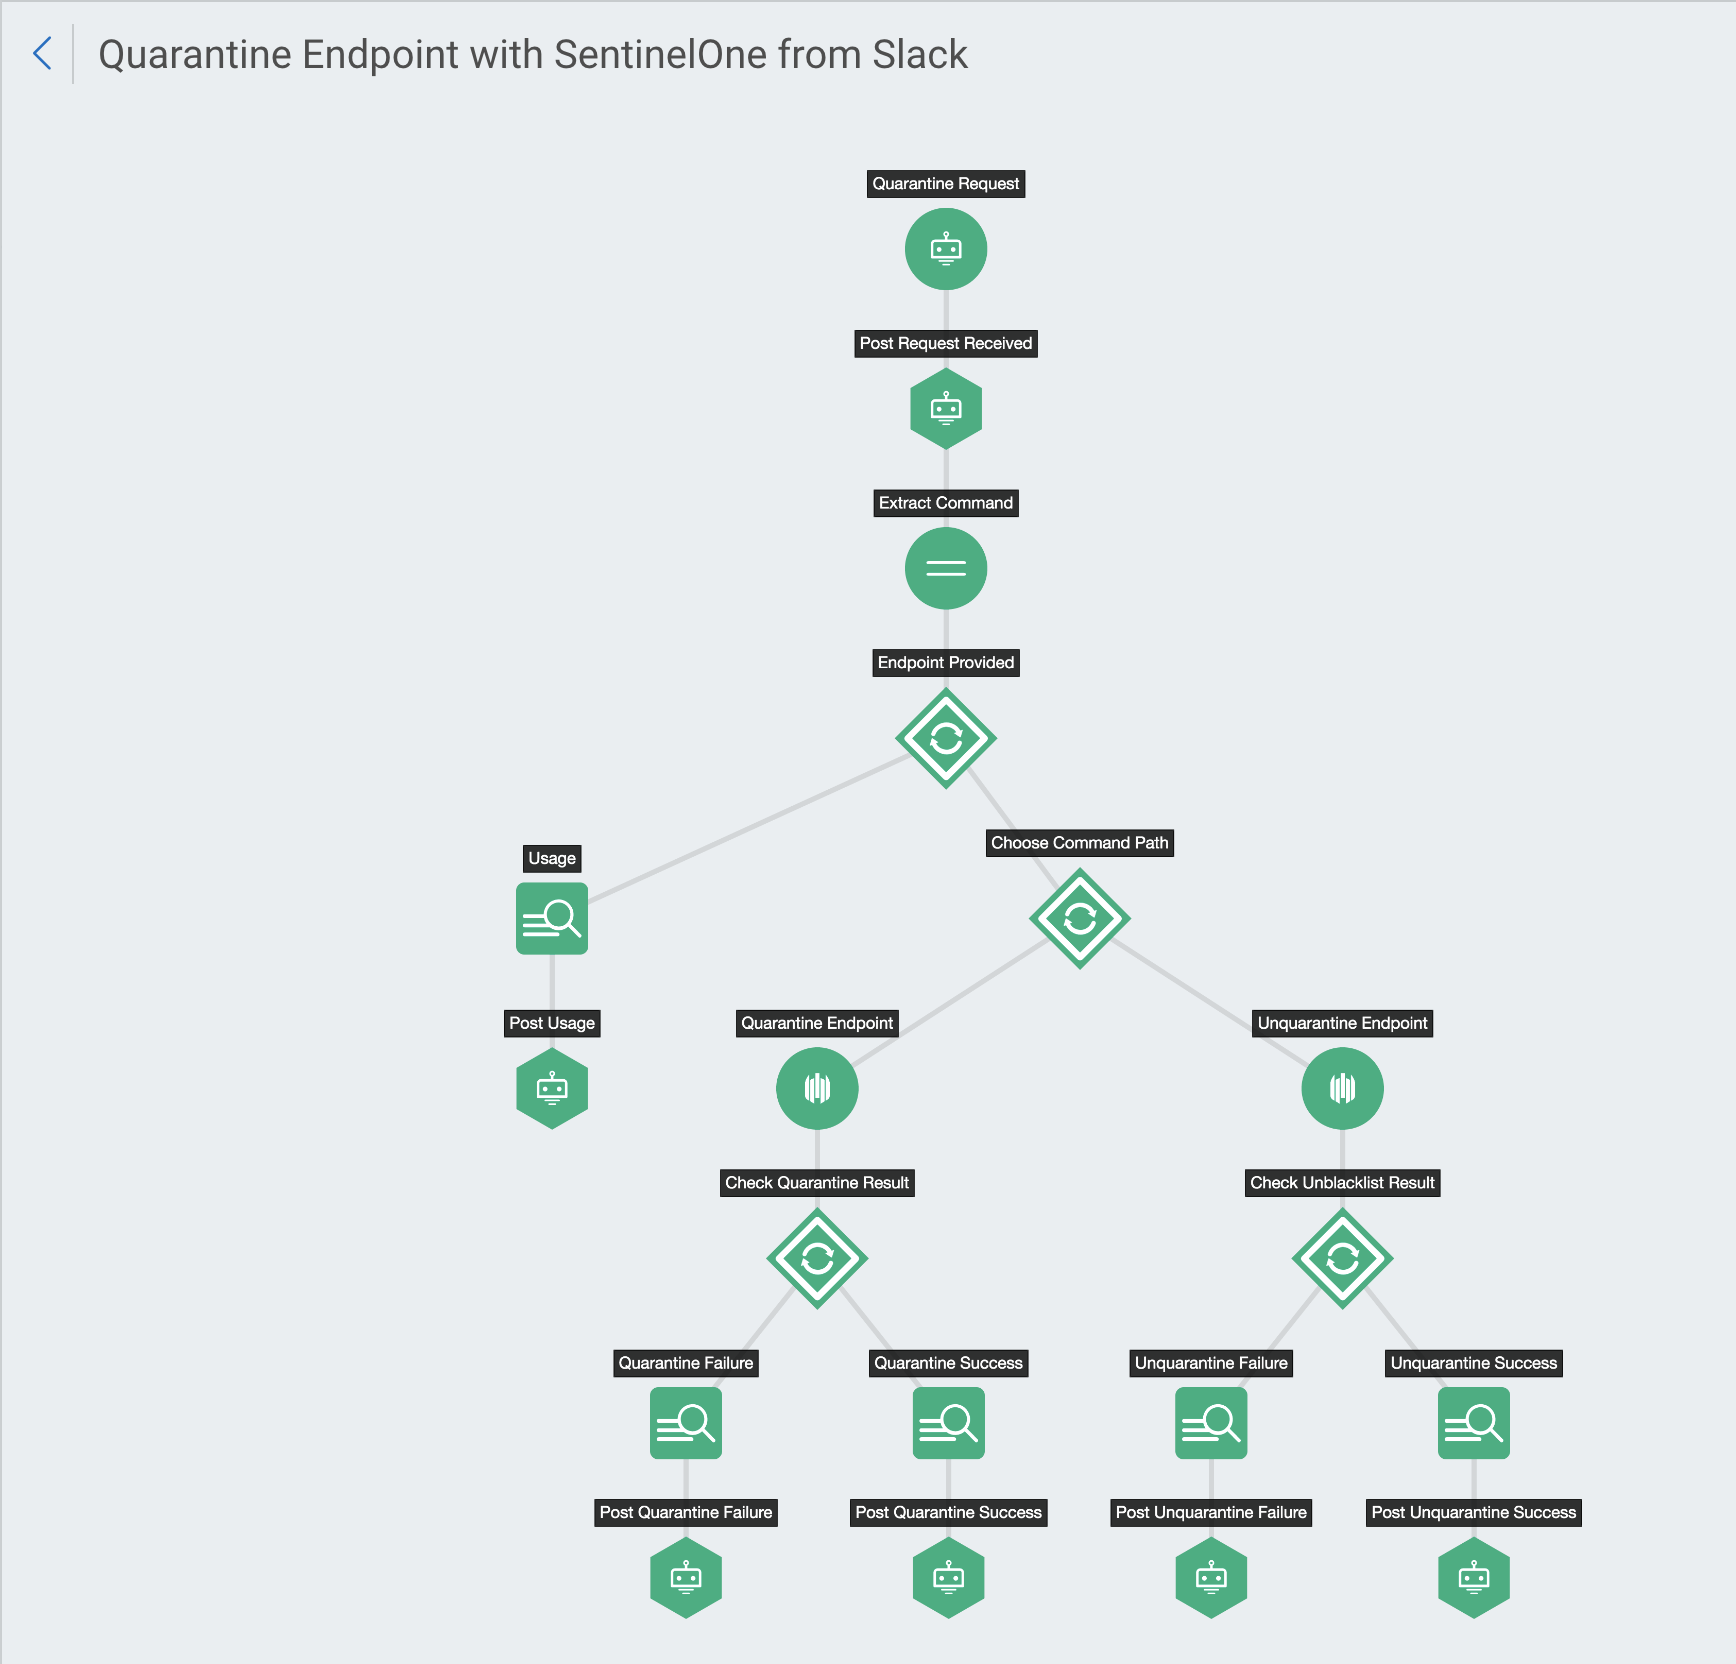 Quarantine Endpoint with SentinelOne from Slack
Quarantine Request
Post Request Received
Extract Command
Endpoint Provided
Choose Command Path
Usage
Post Usage
Quarantine Endpoint
Unquarantine Endpoint
Check Quarantine Result
Check Unblacklist Result
Quarantine Failure
Quarantine Success
Unquarantine Failure
Unquarantine Success
Post Quarantine Failure
Post Quarantine Success
Post Unquarantine Failure
Post Unquarantine Success